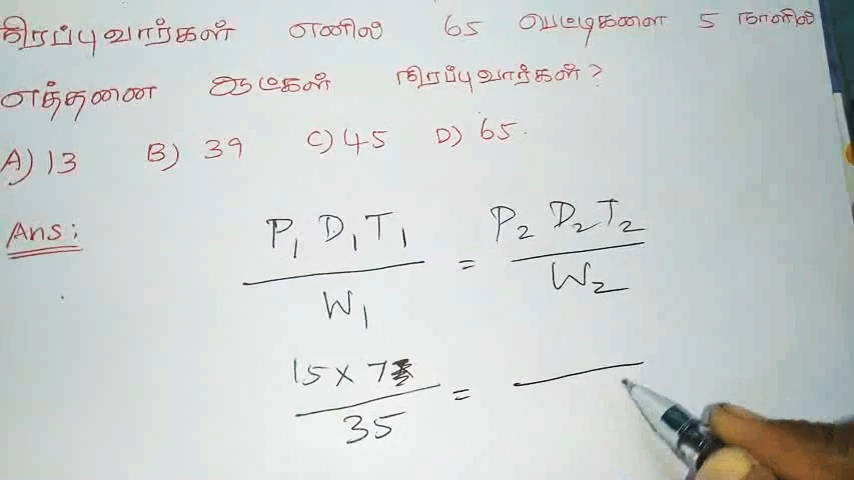 நிரப்புவார்கள் எனில் 65 பெட்டிகளை 5 நாளில்
எத்தனை ஆட்கள் நிரப்புவார்கள்?
A) 13 B) 39 C) 45 D) 65.
Ans:
P₁ D₁ T₁ / W₁ = P₂ D₂ T₂ / W₂
15 × 7 / 35 =